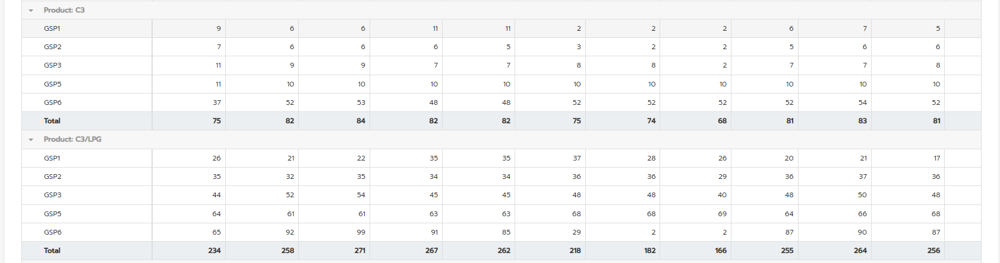 Product: C3
GSP1 9 6 6 11 11 2 2 2 6 7 5
GSP2 7 6 6 6 5 3 2 2 5 6 6
GSP3 11 9 9 7 7 8 8 2 7 7 8
GSP5 11 10 10 10 10 10 10 10 10 10 10
GSP6 37 52 53 48 48 52 52 52 52 54 52
Total 75 82 84 82 82 75 74 68 81 83 81
Product: C3/LPG
GSP1 26 21 22 35 35 37 28 26 20 21 17
GSP2 35 32 35 34 34 36 36 29 36 37 36
GSP3 44 52 54 45 45 48 48 40 48 50 48
GSP5 64 61 61 63 63 68 68 69 64 66 68
GSP6 65 92 99 91 85 29 2 2 87 90 87
Total 234 258 271 267 262 218 182 166 255 264 256